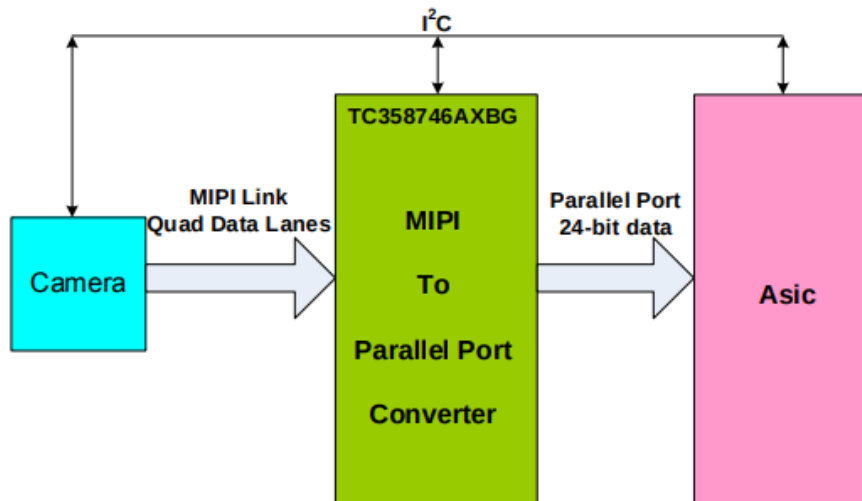 I²C
TC358746AXBG
MIPI Link
Quad Data Lanes
Parallel Port
24-bit data
Camera
MIPI
To
Parallel Port
Converter
Asic